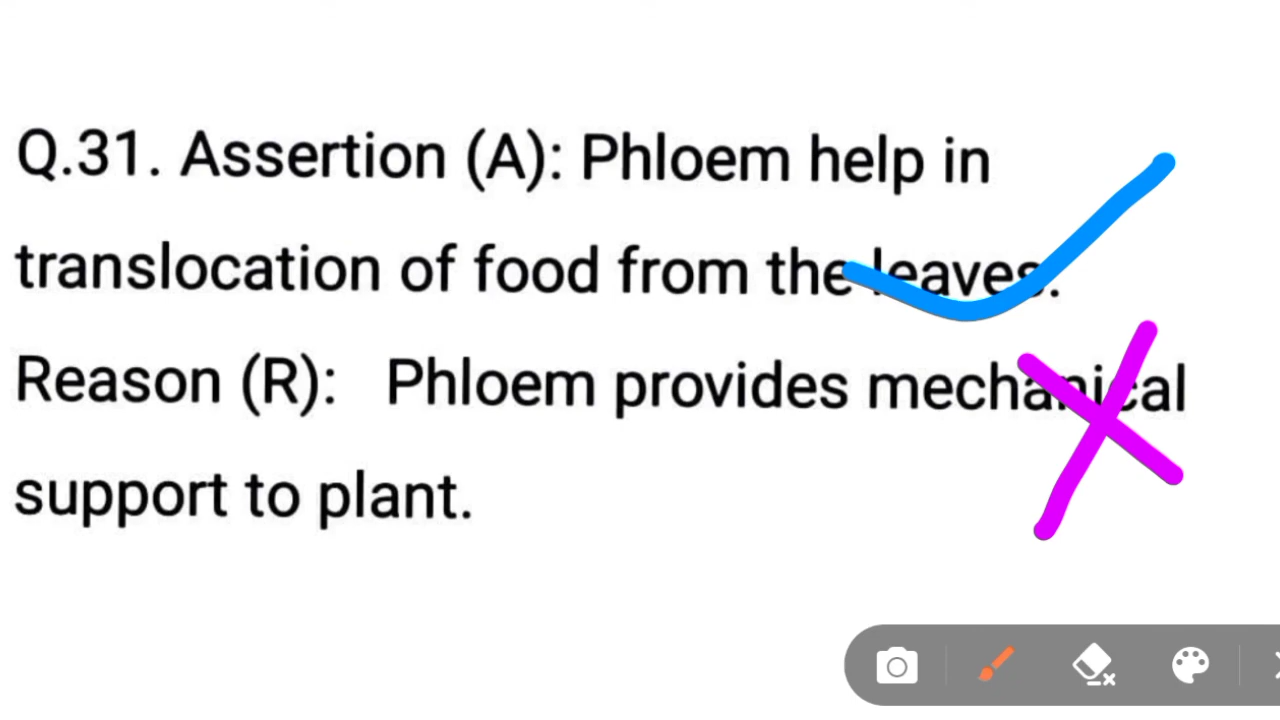 Q.31. Assertion (A): Phloem help in
translocation of food from the leaves.
Reason (R): Phloem provides mechanical
support to plant.